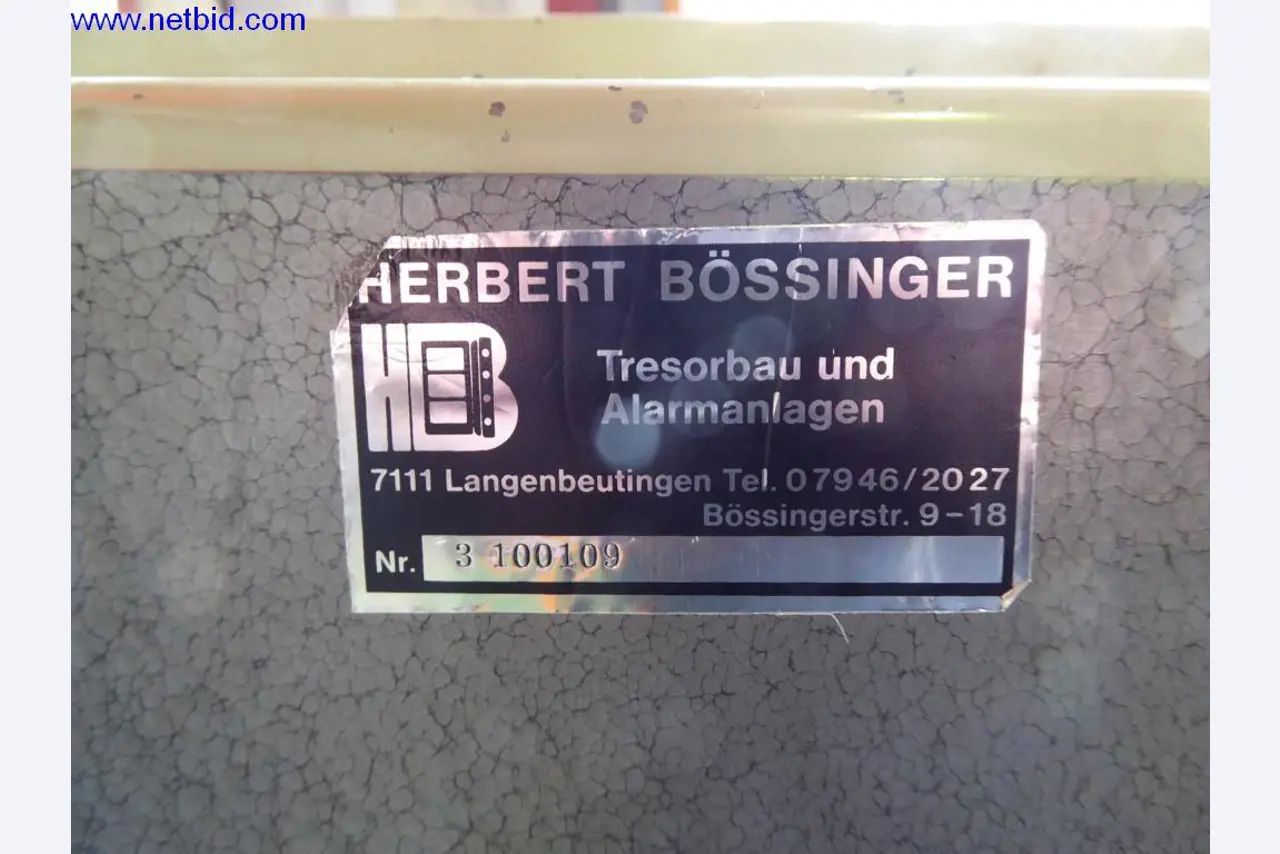 www.netbid.com
HERBERT BÖSSINGER
HB
Tresorbau und
Alarmanlagen
7111 Langenbeutingen Tel. 07946/2027
Bössingerstr. 9-18
Nr. 3 100109